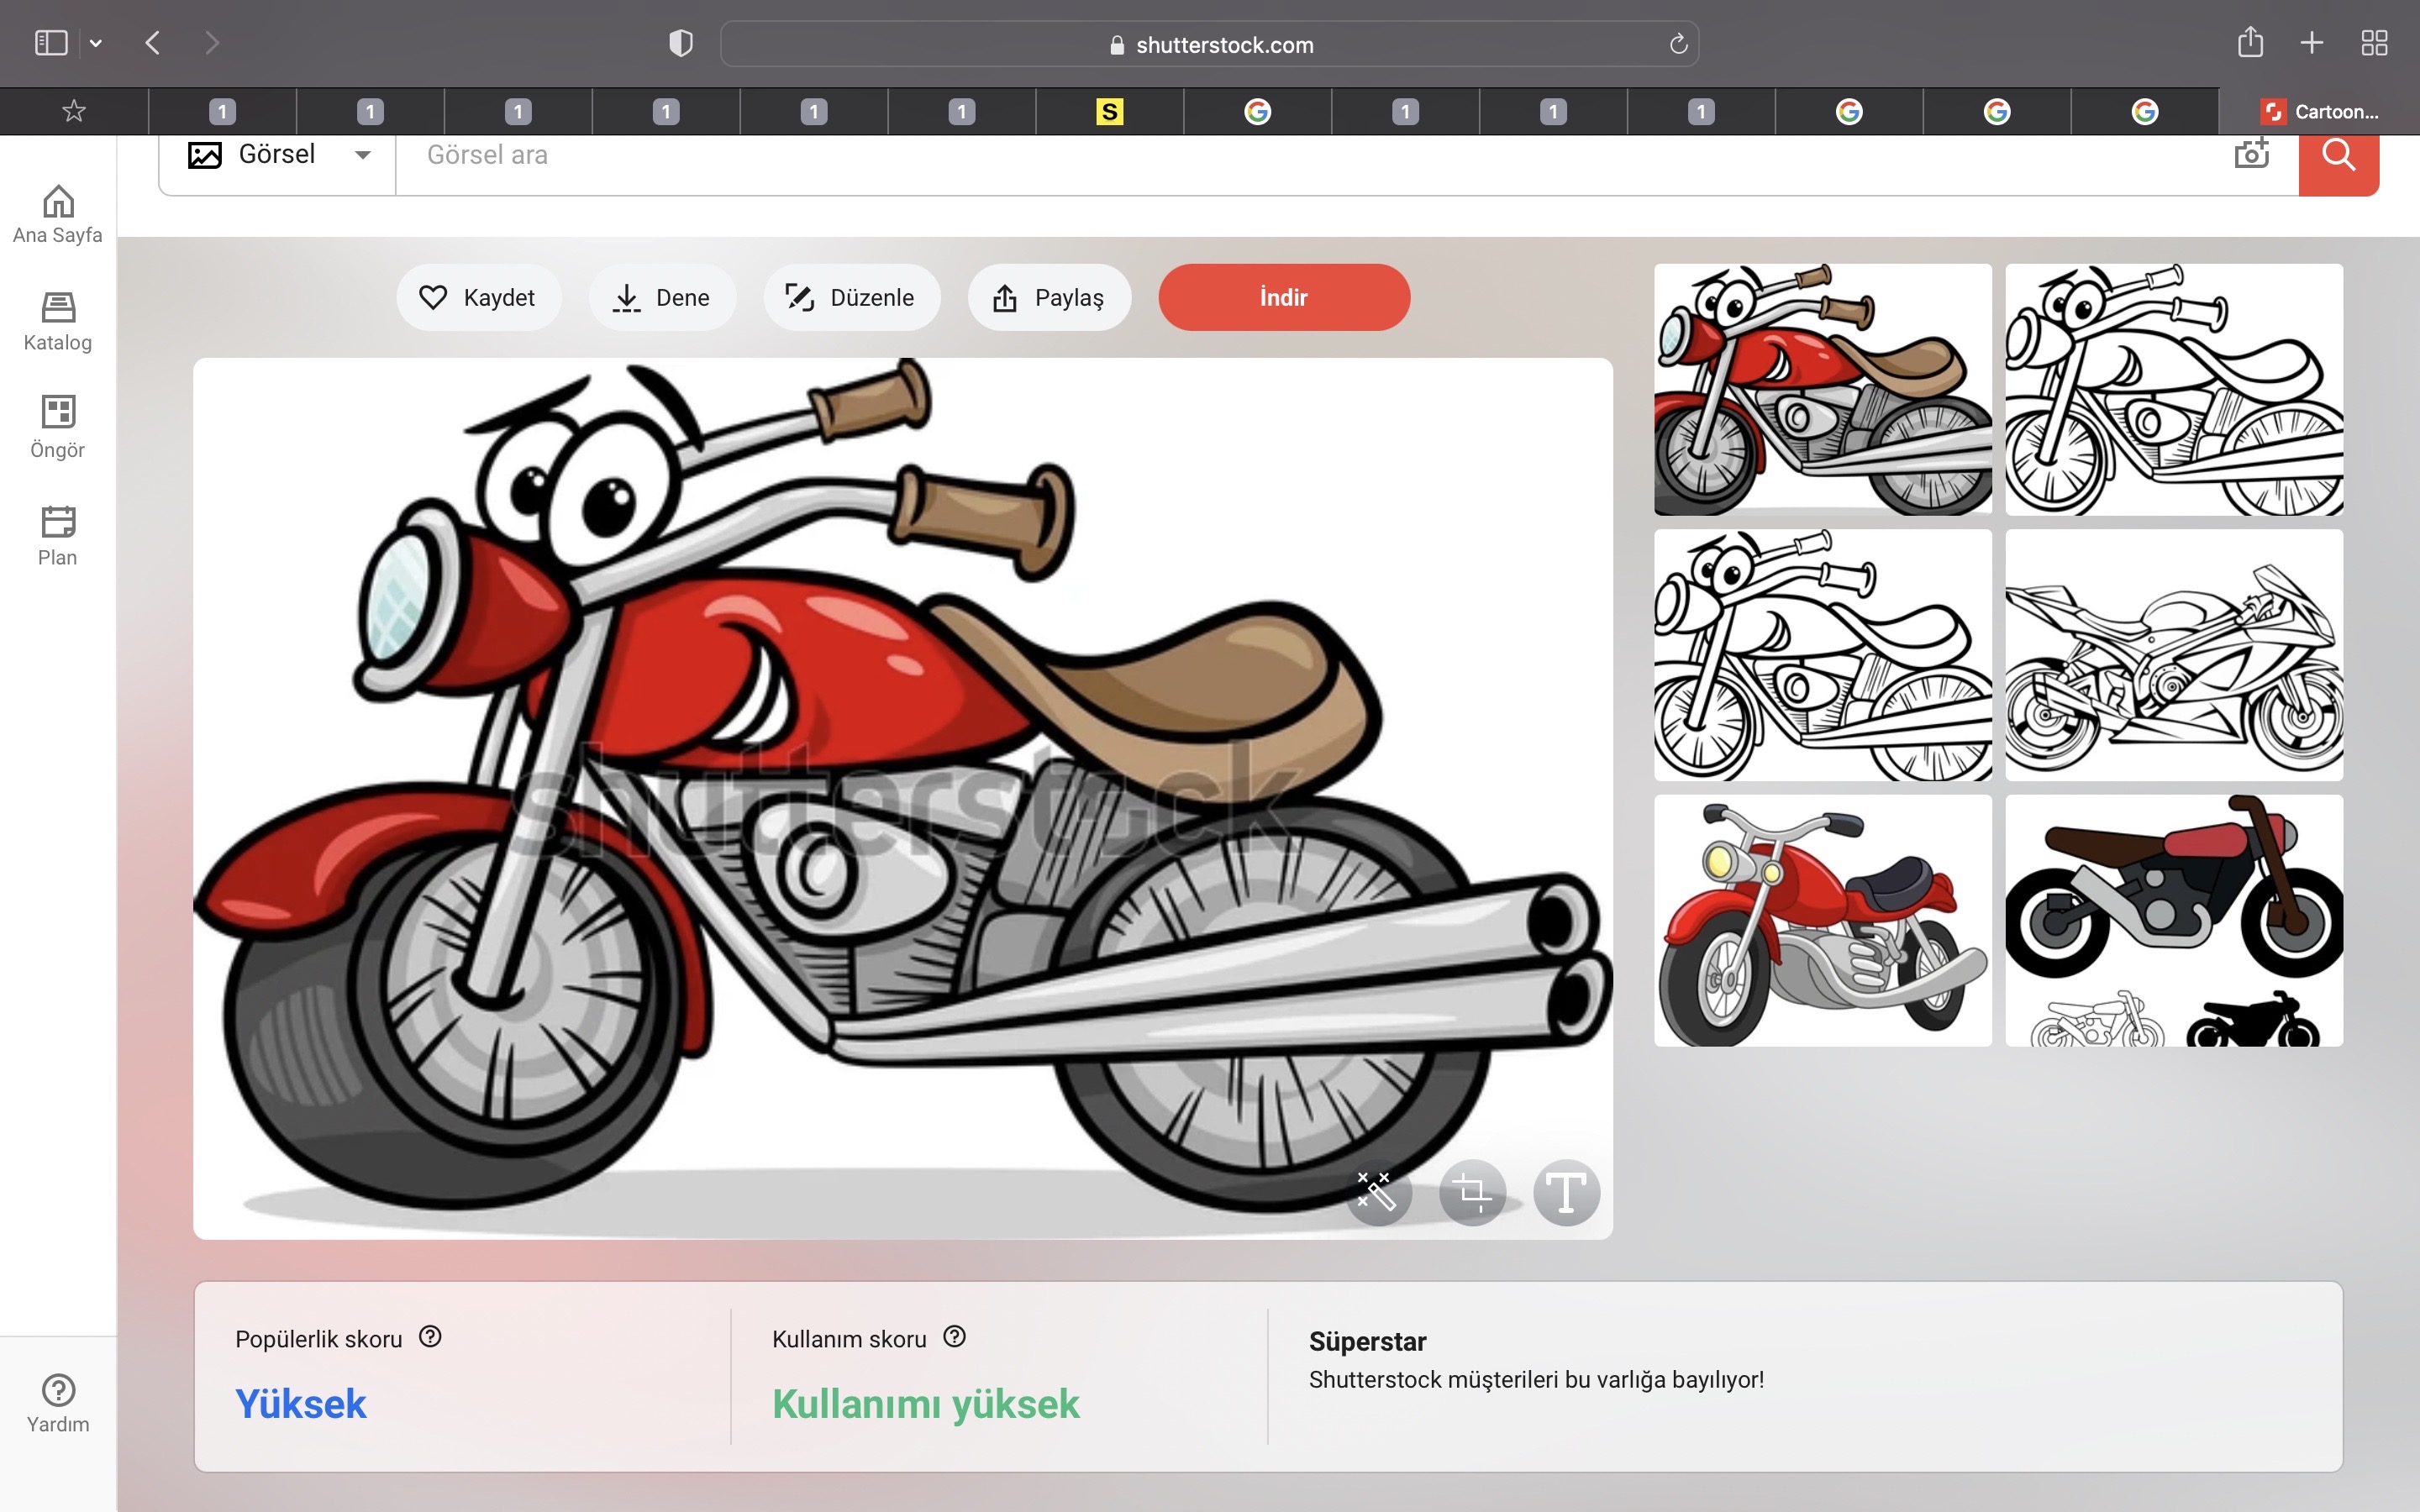 shutterstock.com
1
1
1
1
1
1
S
1
1
1
Cartoon...
Görsel
Görsel ara
Ana Sayfa
Katalog
Öngör
Plan
Yardım
Kaydet
Dene
Düzenle
Paylaş
İndir
shutterstock
T
Popülerlik skoru
Yüksek
Kullanım skoru
Kullanımı yüksek
Süperstar
Shutterstock müşterileri bu varlığa bayılıyor!